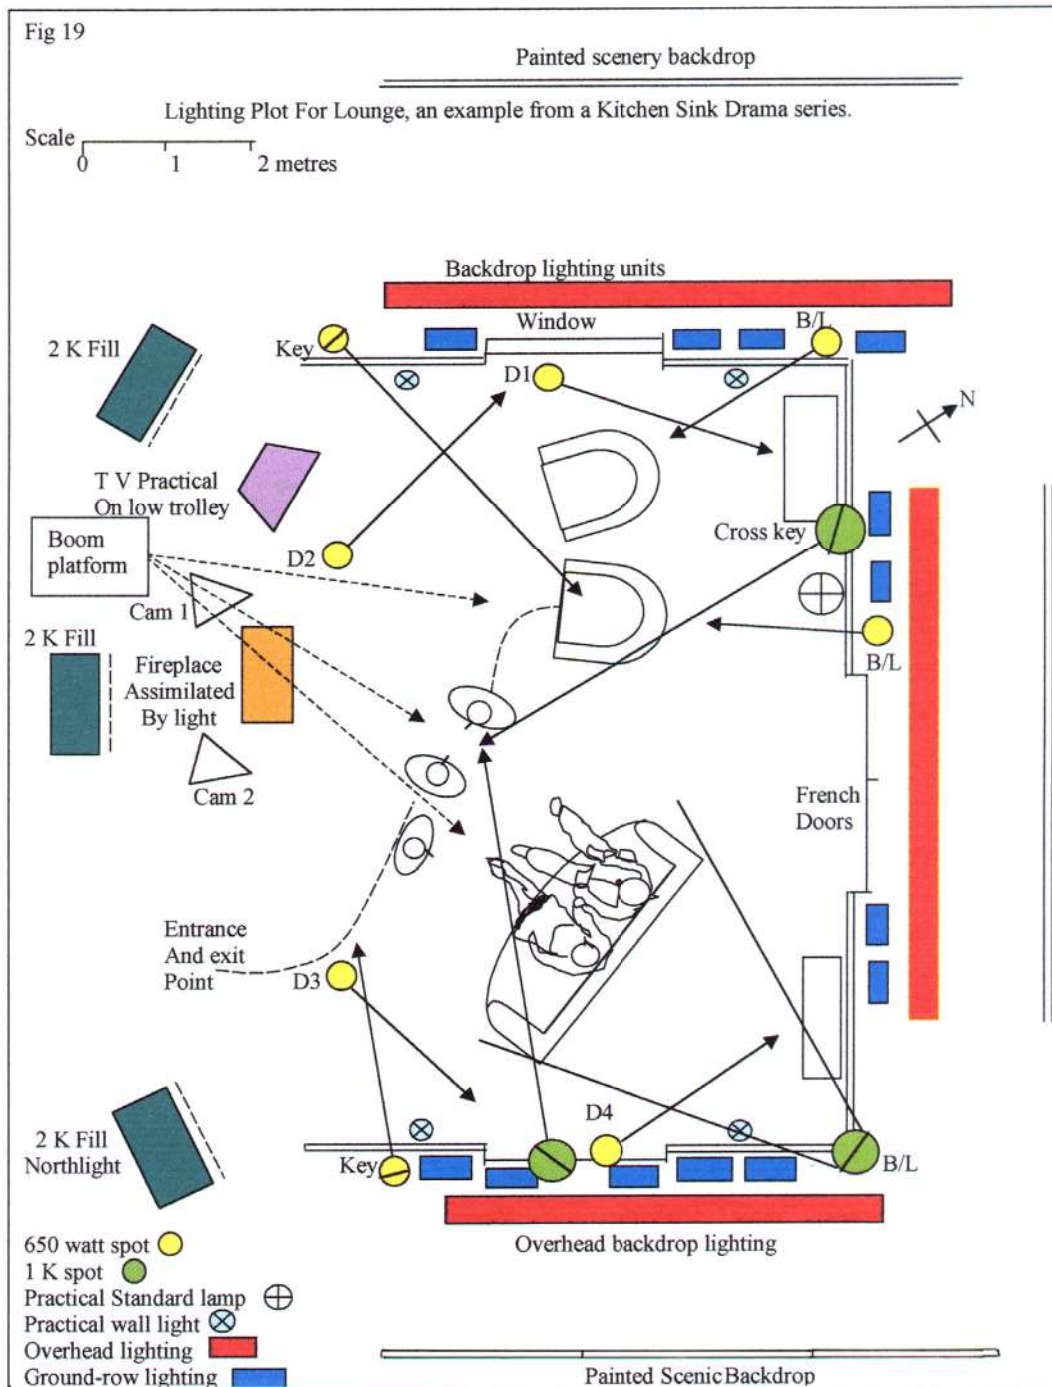 Fig 19
Painted scenery backdrop
Lighting Plot For Lounge, an example from a Kitchen Sink Drama series.
Scale
0 1 2 metres
Backdrop lighting units
Window
B/L
2 K Fill
Key
D1
N
T V Practical
On low trolley
Cross key
Boom
platform
D2
Cam 1
2 K Fill
Fireplace
Assimilated
By light
B/L
Cam 2
French
Doors
Entrance
And exit
Point
D3
D4
2 K Fill
Northlight
Key
B/L
Overhead backdrop lighting
650 watt spot
1 K spot
Practical Standard lamp
Practical wall light
Overhead lighting
Ground-row lighting
Painted Scenic Backdrop